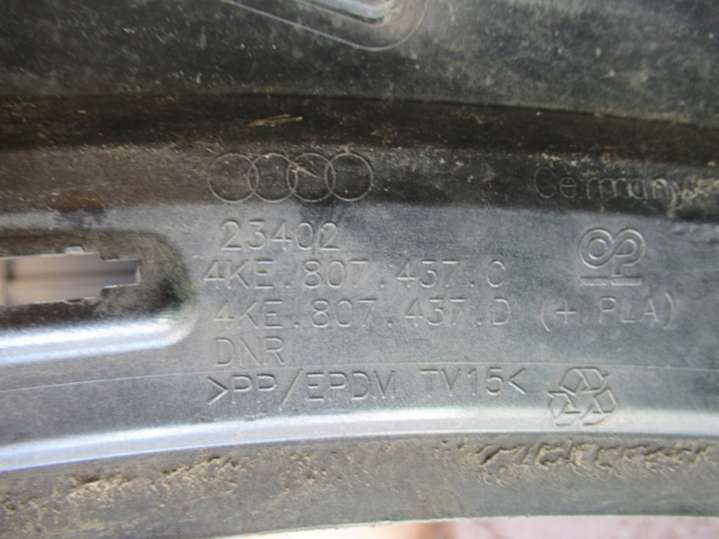 Germany
23402
4KE.807.437.C
4KE.807.437.D (+ PLA)
DNR
>PP/EPDM TV15<